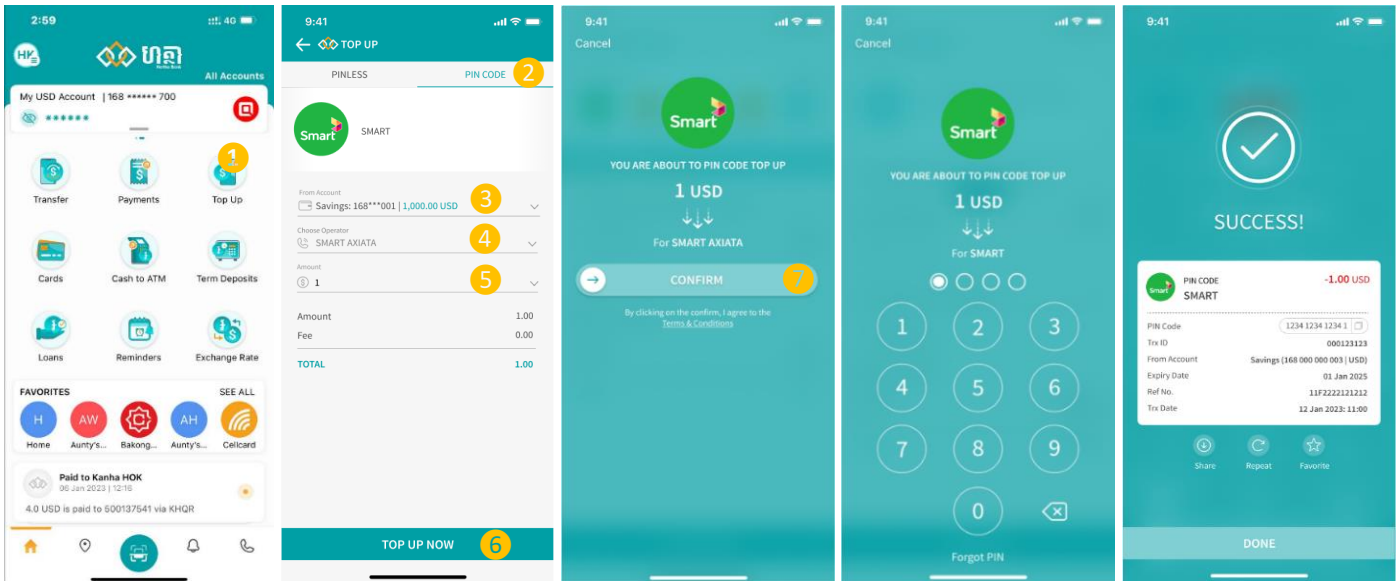 2:59
4G
HK
ហត្ថា
Hattha Bank
All Accounts
My USD Account | 168 ****** 700
******
1
Transfer
Payments
Top Up
Cards
Cash to ATM
Term Deposits
Loans
Reminders
Exchange Rate
FAVORITES
SEE ALL
H
AW
AH
Home
Aunty's...
Bakong...
Aunty's...
Cellcard
Paid to Kanha HOK
06 Jan 2023 | 12:16
4.0 USD is paid to 500137541 via KHQR
9:41
TOP UP
PINLESS
PIN CODE
2
Smart
SMART
From Account
Savings: 168***001 | 1,000.00 USD
3
Choose Operator
SMART AXIATA
4
Amount
1
5
Amount 1.00
Fee 0.00
TOTAL 1.00
TOP UP NOW
6
9:41
Cancel
Smart
YOU ARE ABOUT TO PIN CODE TOP UP
1 USD
For SMART AXIATA
CONFIRM
7
By clicking on the confirm, I agree to the
Terms & Conditions
9:41
Cancel
Smart
YOU ARE ABOUT TO PIN CODE TOP UP
1 USD
For SMART
1 2 3
4 5 6
7 8 9
0
Forgot PIN
9:41
SUCCESS!
Smart
PIN CODE
-1.00 USD
SMART
PIN Code 1234 1234 1234 1
Trx ID 000123123
From Account Savings (168 000 000 003 | USD)
Expiry Date 01 Jan 2025
Ref No. 11F2222121212
Trx Date 12 Jan 2023: 11:00
Share
Repeat
Favorite
DONE